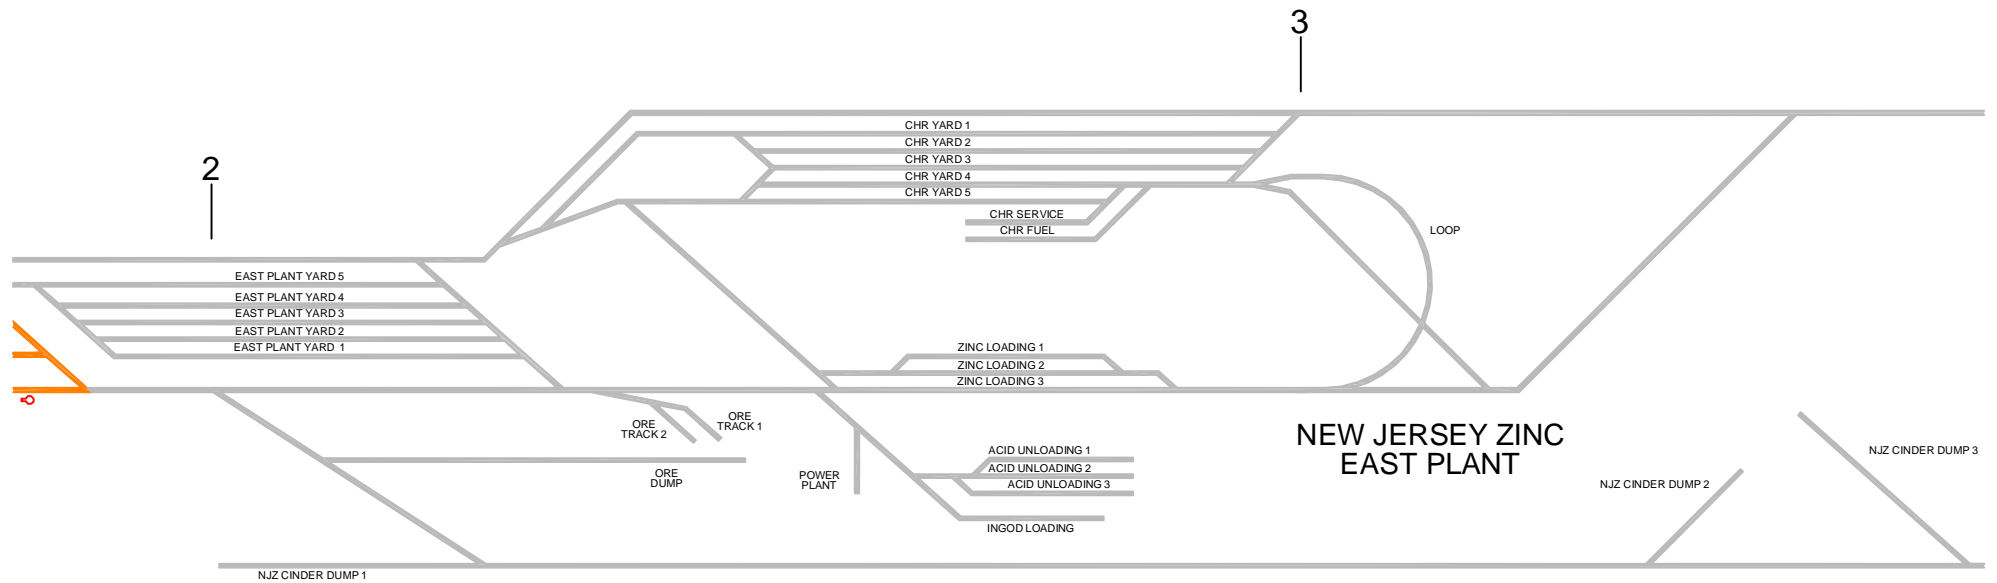 3
2
CHR YARD 1
CHR YARD 2
CHR YARD 3
CHR YARD 4
CHR YARD 5
CHR SERVICE
CHR FUEL
LOOP
EAST PLANT YARD 5
EAST PLANT YARD 4
EAST PLANT YARD 3
EAST PLANT YARD 2
EAST PLANT YARD 1
ZINC LOADING 1
ZINC LOADING 2
ZINC LOADING 3
ORE
TRACK 2
ORE
TRACK 1
NEW JERSEY ZINC
EAST PLANT
ORE
DUMP
POWER
PLANT
ACID UNLOADING 1
ACID UNLOADING 2
ACID UNLOADING 3
INGOD LOADING
NJZ CINDER DUMP 3
NJZ CINDER DUMP 2
NJZ CINDER DUMP 1